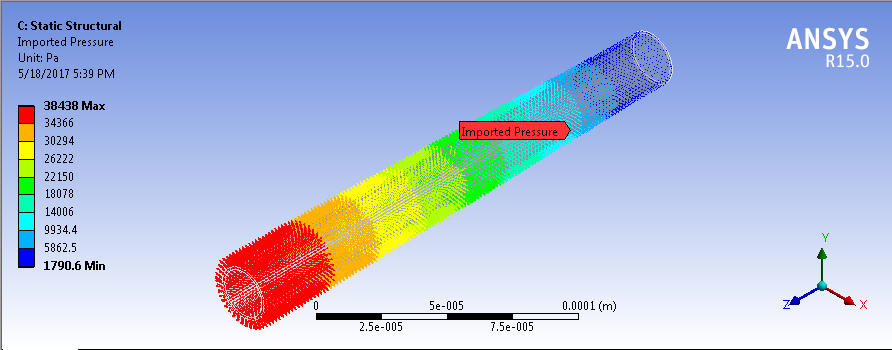 C: Static Structural
Imported Pressure
Unit: Pa
5/18/2017 5:39 PM
ANSYS
R15.0
38438 Max
34366
30294
26222
22150
18078
14006
9934.4
5862.5
1790.6 Min
Imported Pressure
0 5e-005 0.0001 (m)
2.5e-005 7.5e-005
Y
Z X